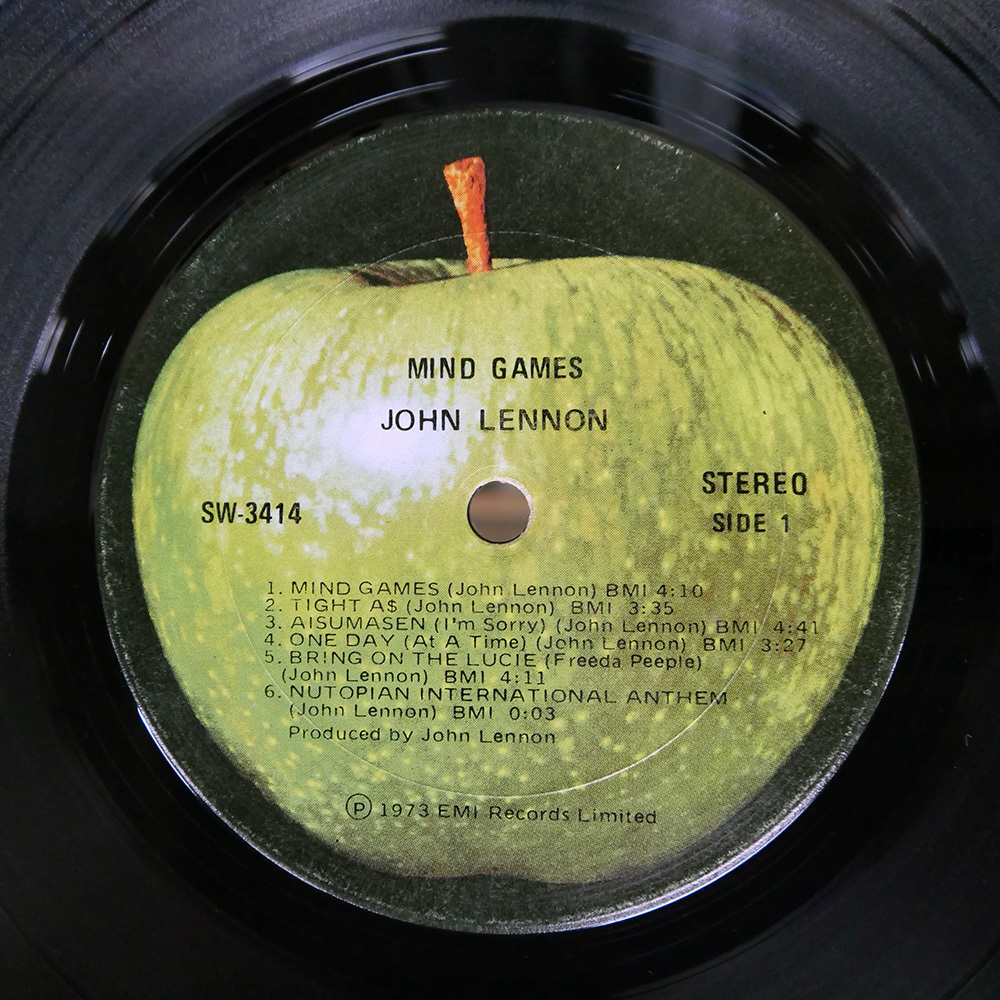 MIND GAMES
JOHN LENNON
SW-3414
STEREO
SIDE 1
1. MIND GAMES (John Lennon) BMI 4:10
2. TIGHT A$ (John Lennon) BMI 3:35
3. AISUMASEN (I'm Sorry) (John Lennon) BMI 4:41
4. ONE DAY (At A Time) (John Lennon) BMI 3:27
5. BRING ON THE LUCIE (Freeda Peeple)
(John Lennon) BMI 4:11
6. NUTOPIAN INTERNATIONAL ANTHEM
(John Lennon) BMI 0:03
Produced by John Lennon
Ⓟ 1973 EMI Records Limited